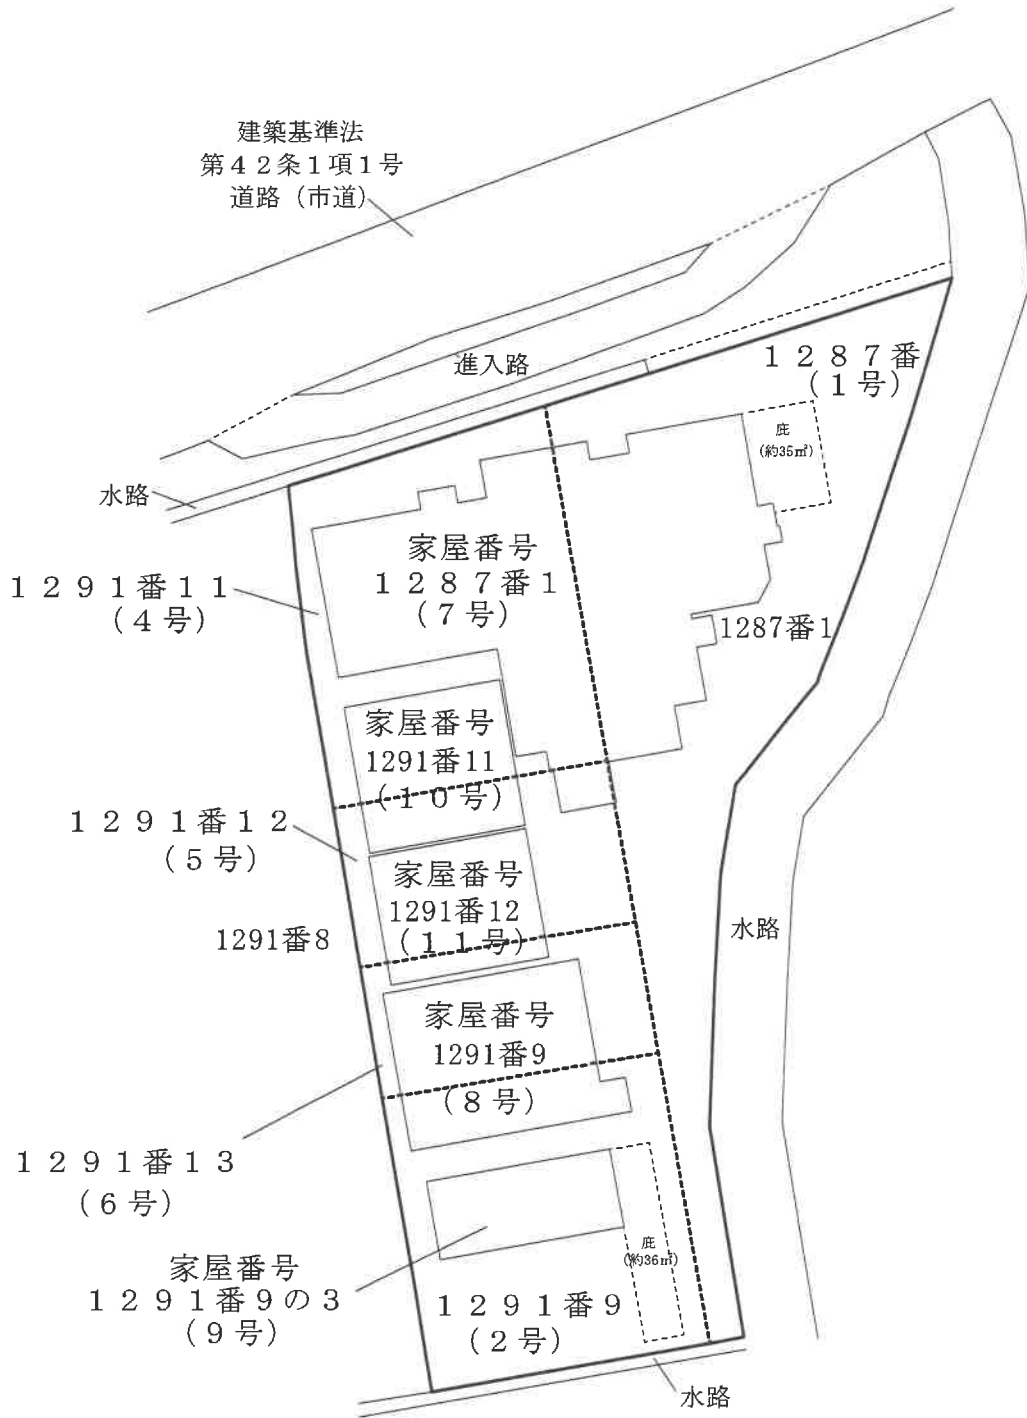 建築基準法
第４２条１項１号
道路（市道）
進入路
１２８７番
（１号）
庇
(約35㎡)
水路
家屋番号
１２８７番１
（７号）
１２９１番１１
（４号）
1287番1
家屋番号
1291番11
（１０号）
１２９１番１２
（５号）
家屋番号
1291番12
（１１号）
1291番8
水路
家屋番号
1291番9
（８号）
１２９１番１３
（６号）
庇
(約36㎡)
家屋番号
１２９１番９の３
（９号）
１２９１番９
（２号）
水路